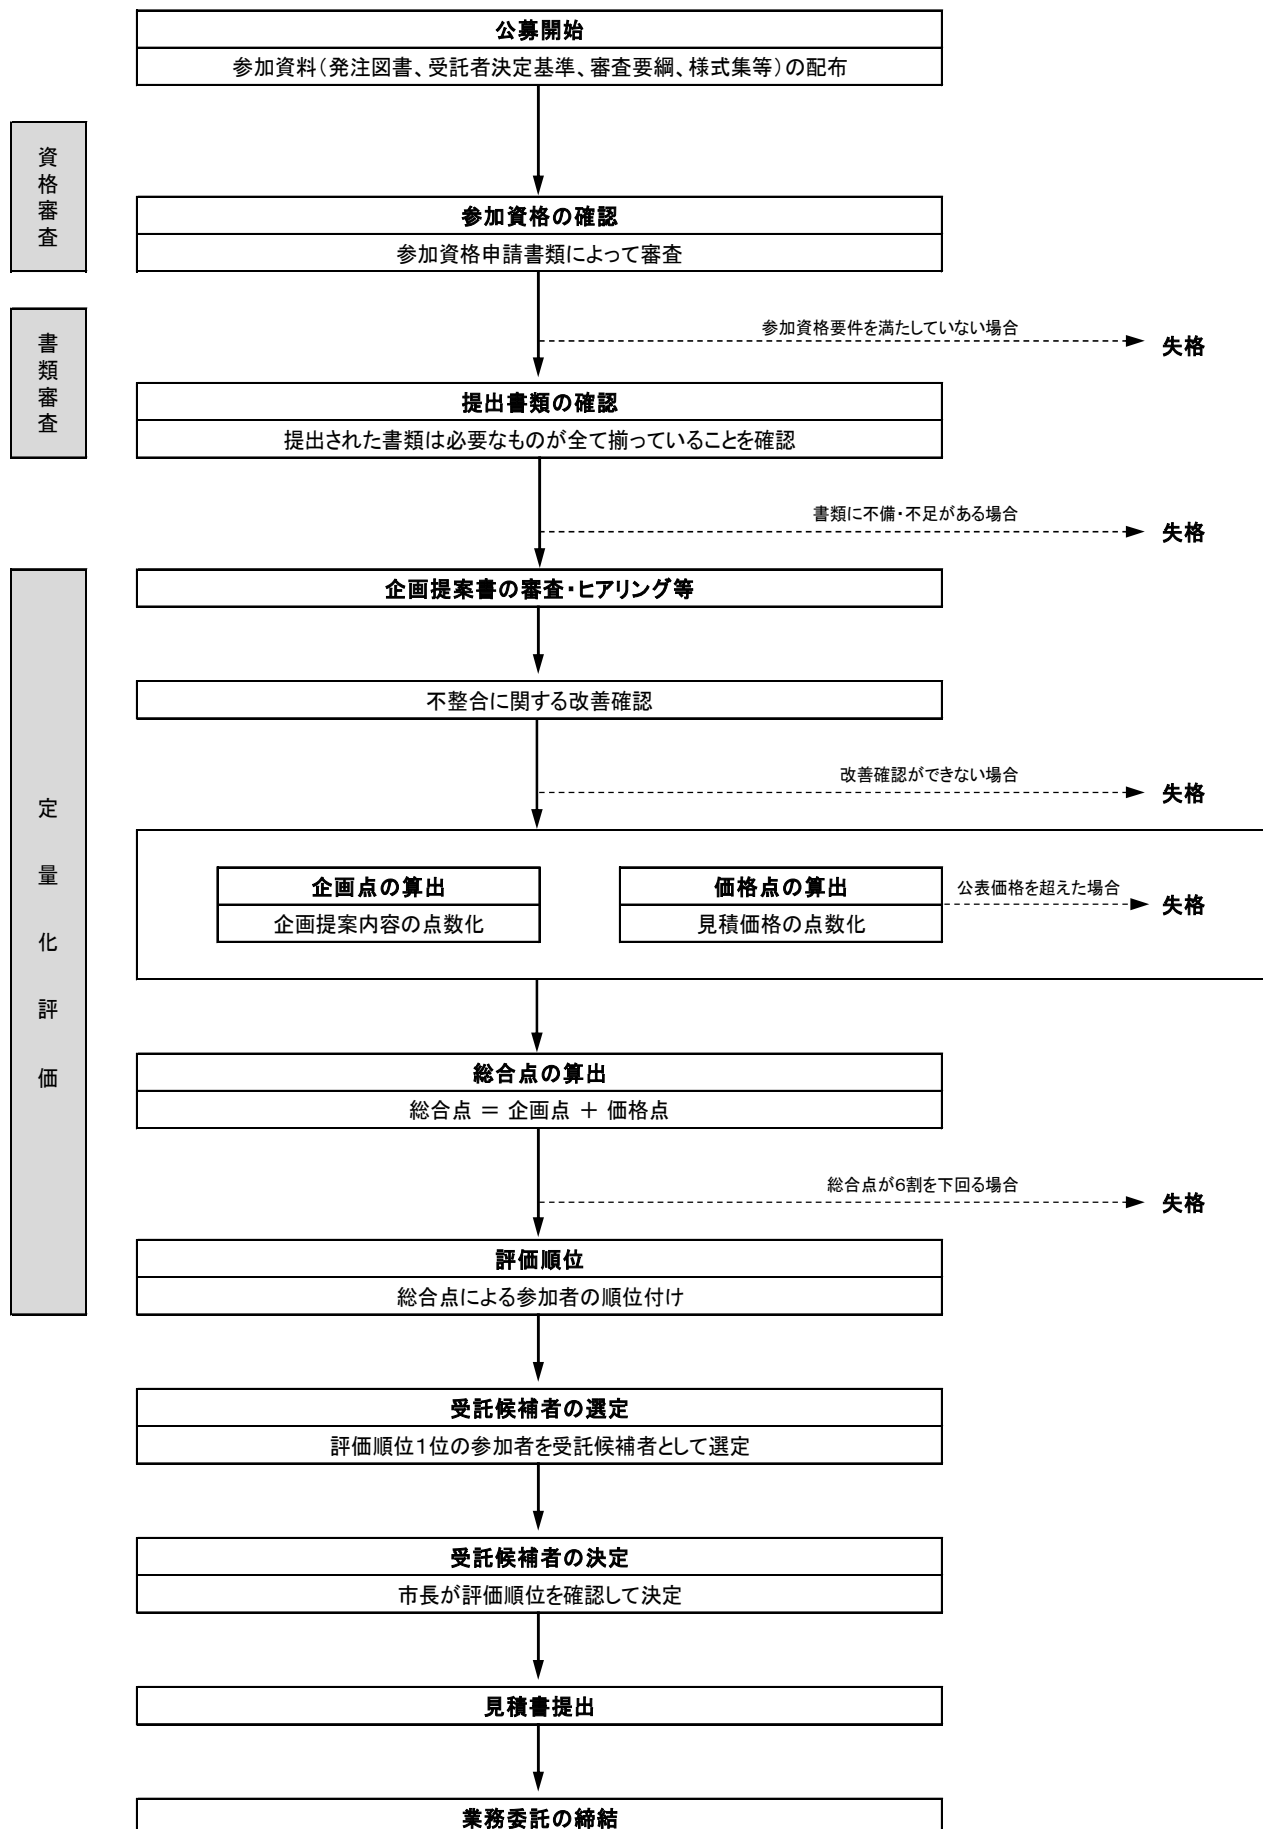 公募開始
参加資料（発注図書、受託者決定基準、審査要綱、様式集等）の配布
資格審査
参加資格の確認
参加資格申請書類によって審査
書類審査
参加資格要件を満たしていない場合
失格
提出書類の確認
提出された書類は必要なものが全て揃っていることを確認
書類に不備・不足がある場合
失格
定量化評価
企画提案書の審査・ヒアリング等
不整合に関する改善確認
改善確認ができない場合
失格
企画点の算出
企画提案内容の点数化
価格点の算出
見積価格の点数化
公表価格を超えた場合
失格
総合点の算出
総合点 ＝ 企画点 ＋ 価格点
総合点が６割を下回る場合
失格
評価順位
総合点による参加者の順位付け
受託候補者の選定
評価順位１位の参加者を受託候補者として選定
受託候補者の決定
市長が評価順位を確認して決定
見積書提出
業務委託の締結